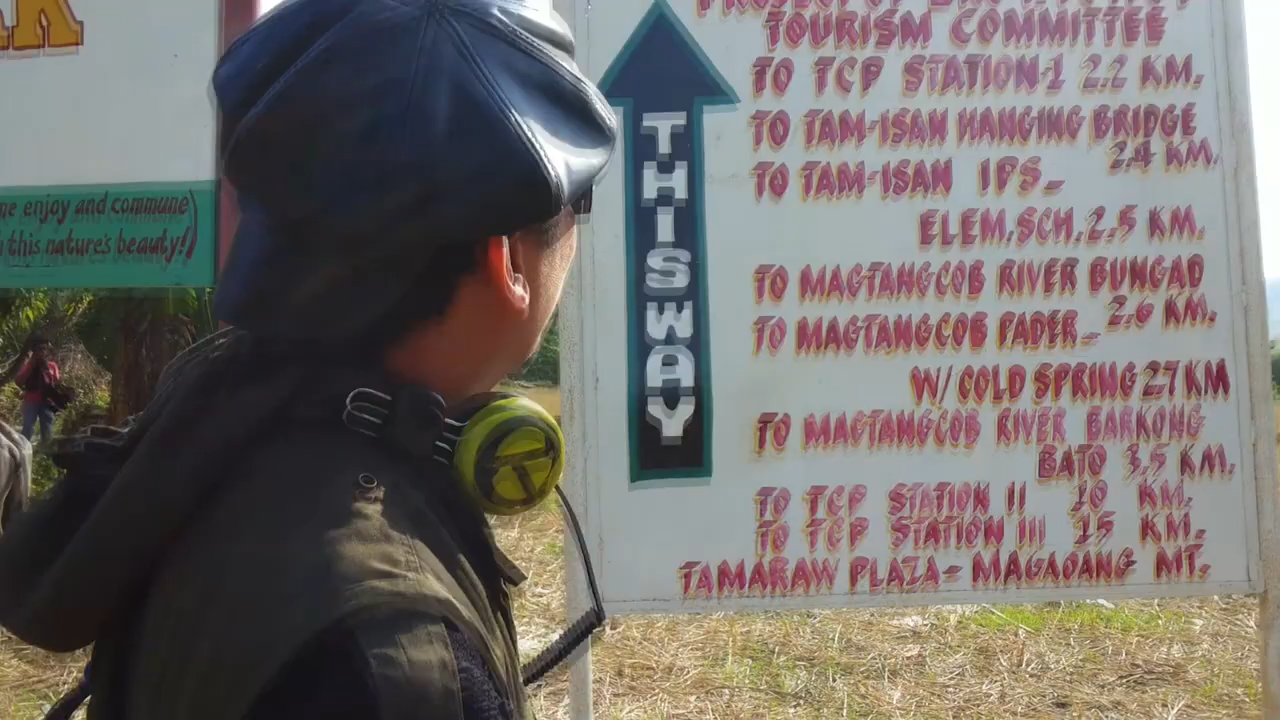 me enjoy and commune
this nature's beauty!)
THIS WAY
TOURISM COMMITTEE
TO TCP STATION-1 2.2 KM.
TO TAM-ISAN HANGING BRIDGE
2.4 KM.
TO TAM-ISAN IPS-
ELEM. SCH. 2.5 KM.
TO MAGTANGCOB RIVER BUNGAD
2.6 KM.
TO MAGTANGCOB PADER-
W/ COLD SPRING 2.7 KM
TO MAGTANGCOB RIVER BARKONG
BATO 3.5 KM.
TO TCP STATION II 10 KM.
TO TCP STATION III 15 KM.
TAMARAW PLAZA- MAGAOANG MT.